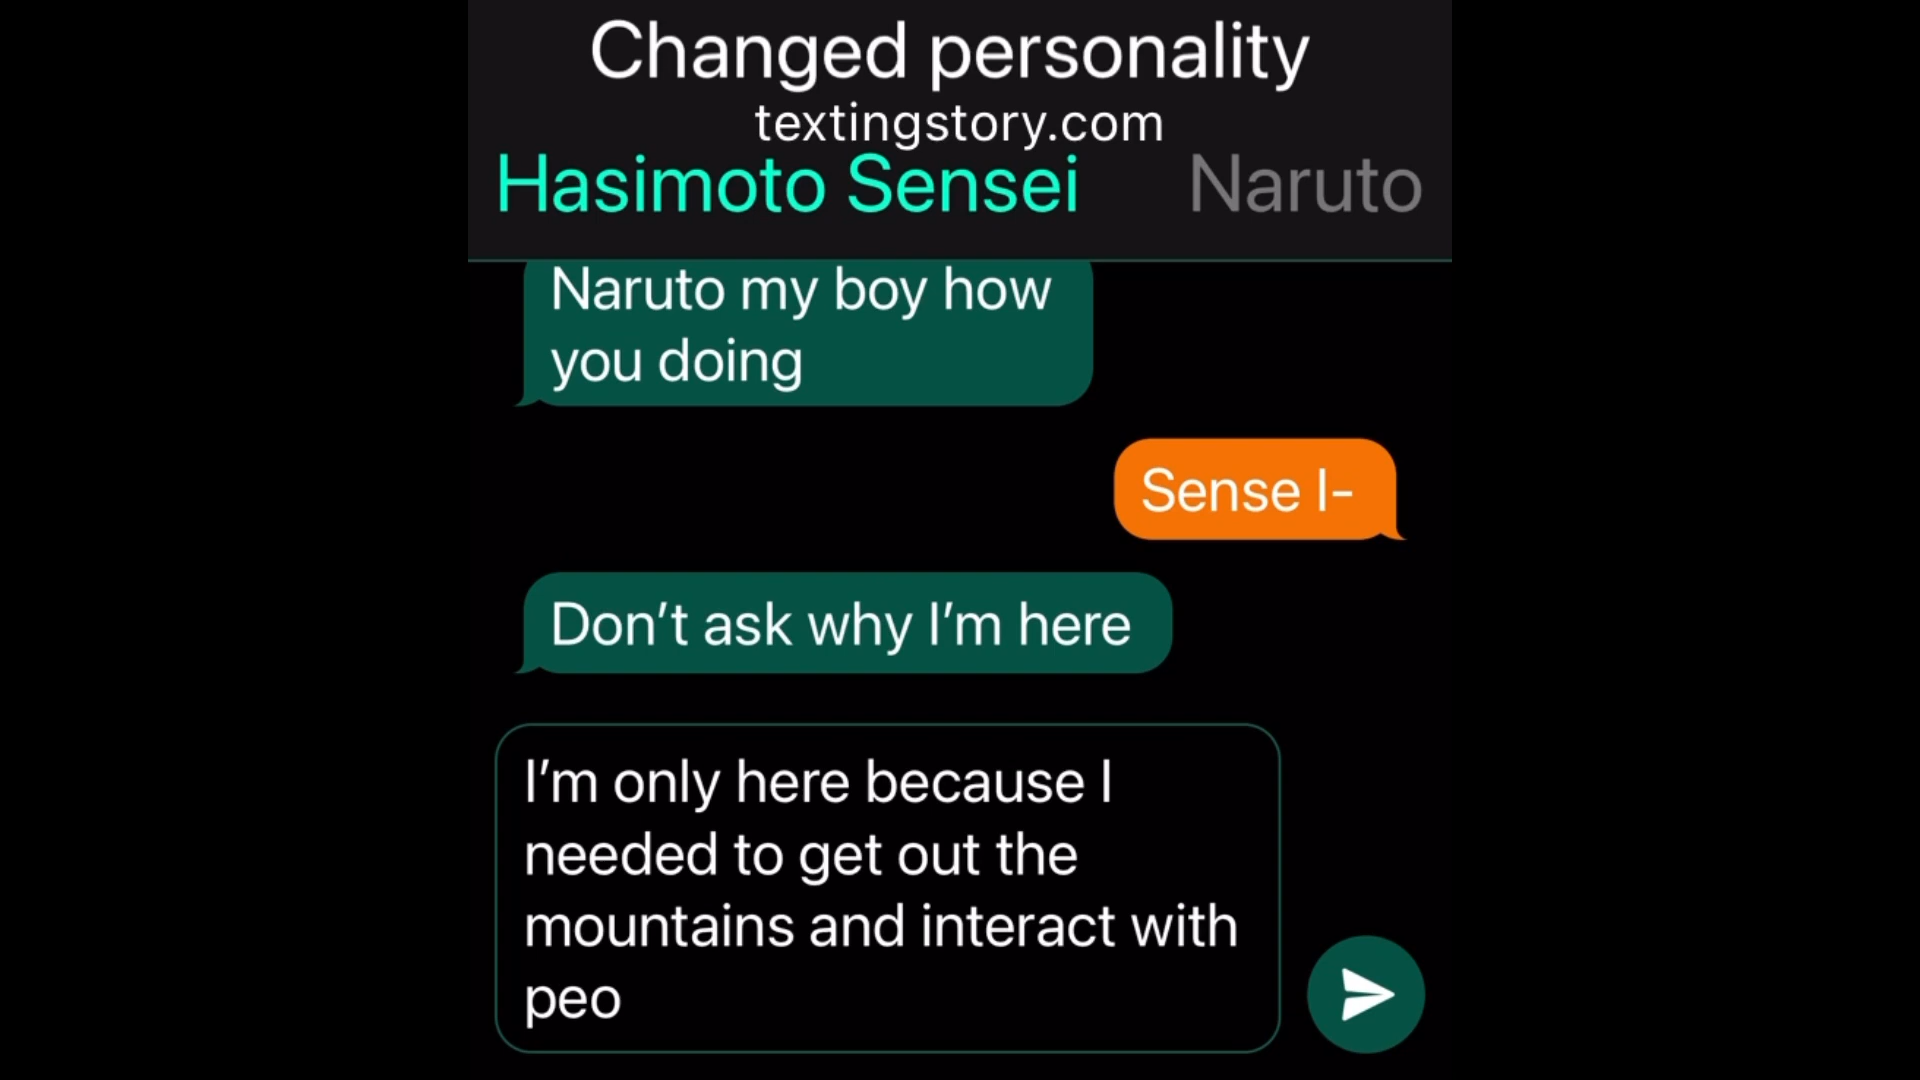 Changed personality
textingstory.com
Hasimoto Sensei Naruto
Naruto my boy how
you doing
Sense I-
Don’t ask why I’m here
I’m only here because I
needed to get out the
mountains and interact with
peo